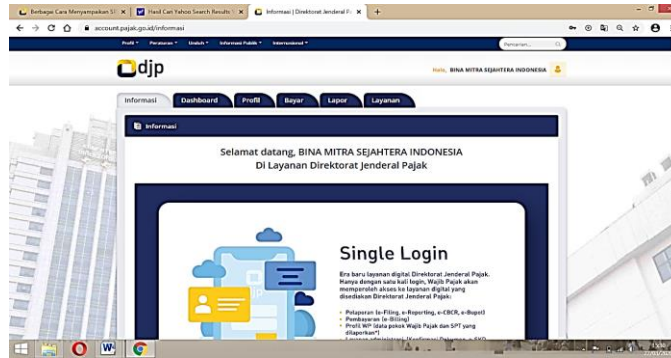 Berbagai Cara Menyampaikan SP
Hasil Cari Yahoo Search Results
Informasi | Direktorat Jenderal Pa
account.pajak.go.id/informasi
Profil Peraturan Unduh Informasi Publik Internasional
Pencarian...
djp
Halo, BINA MITRA SEJAHTERA INDONESIA
Informasi Dashboard Profil Bayar Lapor Layanan
Informasi
Selamat datang, BINA MITRA SEJAHTERA INDONESIA
Di Layanan Direktorat Jenderal Pajak
Single Login
Era baru layanan digital Direktorat Jenderal Pajak.
Hanya dengan satu kali login, Wajib Pajak akan
memperoleh akses ke layanan digital yang
disediakan Direktorat Jenderal Pajak:
• Pelaporan (e-Filing, e-Reporting, e-CBCR, e-Bupot)
• Pembayaran (e-Billing)
• Profil WP (data pokok Wajib Pajak dan SPT yang
dilaporkan*)